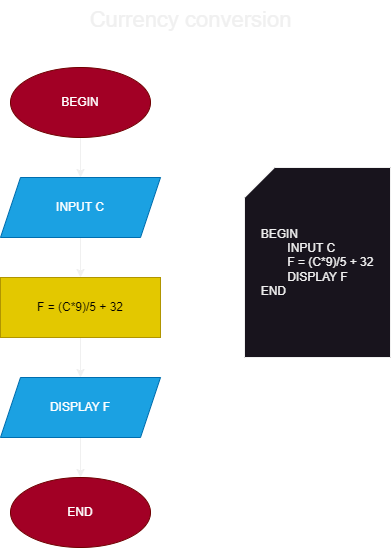 Currency conversion
BEGIN
INPUT C
F = (C*9)/5 + 32
DISPLAY F
END
BEGIN
INPUT C
F = (C*9)/5 + 32
DISPLAY F
END